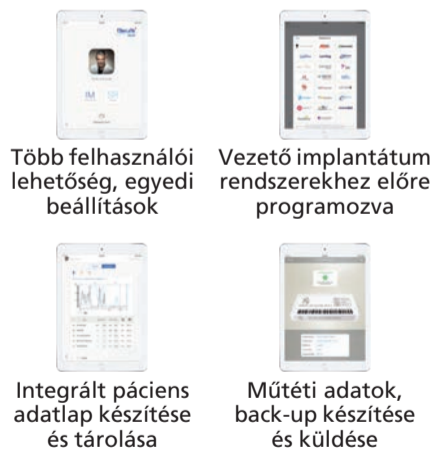 Több felhasználói
lehetőség, egyedi
beállítások
Vezető implantátum
rendszerekhez előre
programozva
Integrált páciens
adatlap készítése
és tárolása
Műtéti adatok,
back-up készítése
és küldése